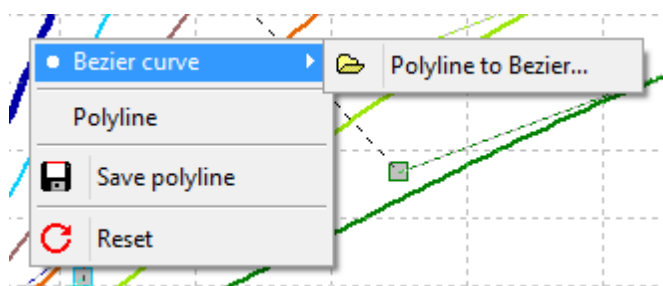 Bezier curve
Polyline to Bezier...
Polyline
Save polyline
Reset